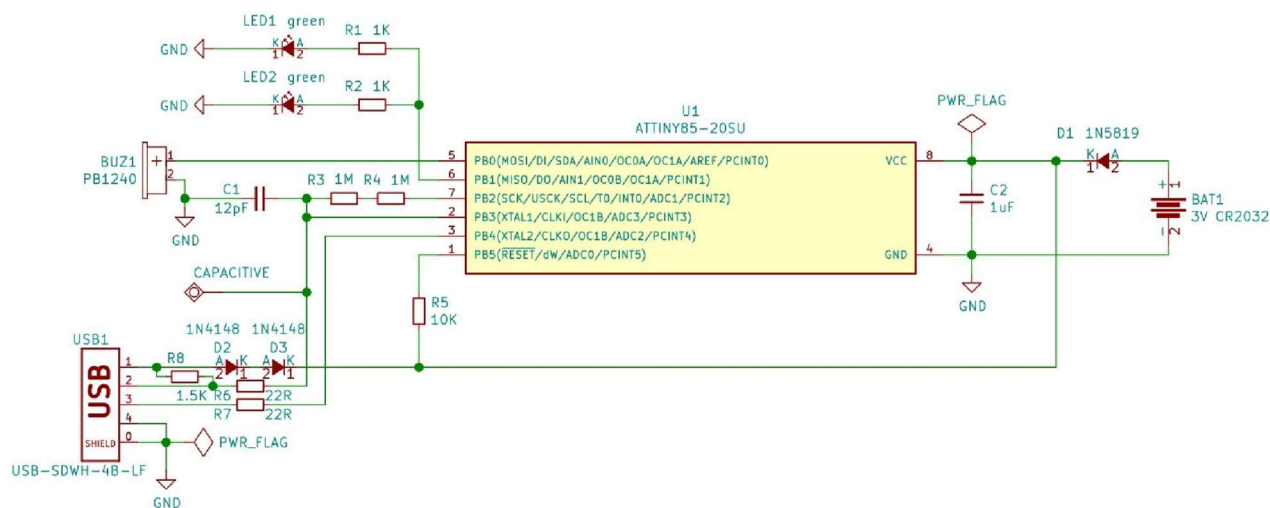 LED1 green
R1 1K
GND
K
A
1
2
LED2 green
R2 1K
GND
K
A
1
2
BUZ1
PB1240
+
1
2
GND
C1
12pF
R3 1M
R4 1M
U1
ATTINY85-20SU
5
PB0(MOSI/DI/SDA/AIN0/OC0A/OC1A/AREF/PCINT0)
6
PB1(MISO/DO/AIN1/OC0B/OC1A/PCINT1)
7
PB2(SCK/USCK/SCL/T0/INT0/ADC1/PCINT2)
2
PB3(XTAL1/CLKI/OC1B/ADC3/PCINT3)
3
PB4(XTAL2/CLKO/OC1B/ADC2/PCINT4)
1
PB5(RESET/dW/ADC0/PCINT5)
VCC
8
GND
4
PWR_FLAG
C2
1uF
GND
D1 1N5819
K
A
1
2
+
1
BAT1
3V CR2032
-
2
CAPACITIVE
R5
10K
USB1
USB
SHIELD
1
2
3
4
0
USB-SDWH-4B-LF
R8
1.5K
1N4148
D2
A
K
2
1
1N4148
D3
A
K
2
1
R6
22R
R7
22R
PWR_FLAG
GND